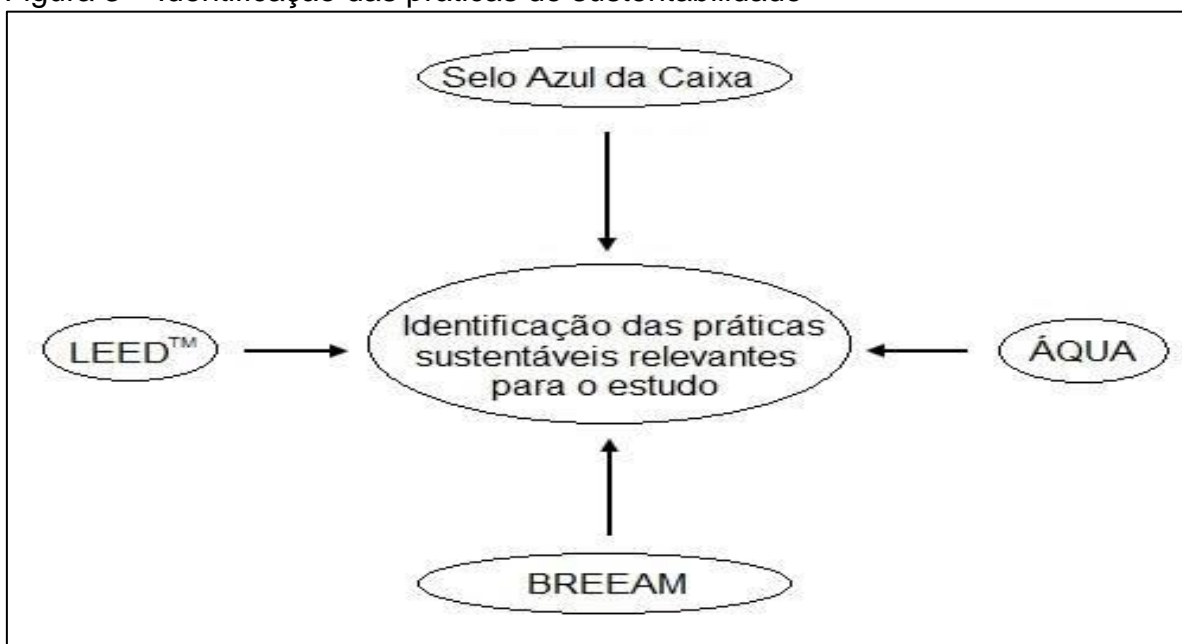 Selo Azul da Caixa
LEED™
Identificação das práticas
sustentáveis relevantes
para o estudo
ÁQUA
BREEAM